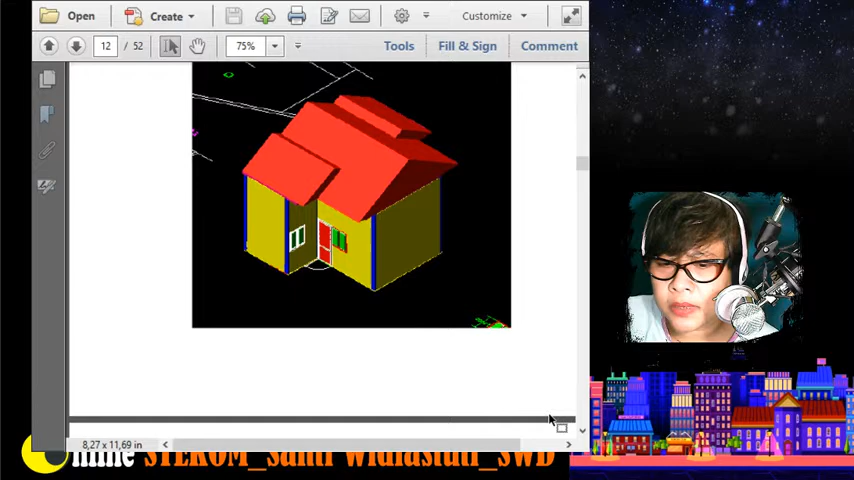 Open
Create
Customize
12 / 52
75%
Tools
Fill & Sign
Comment
8,27 x 11,69 in
STEKOM_Santi Widiastuti_SWD